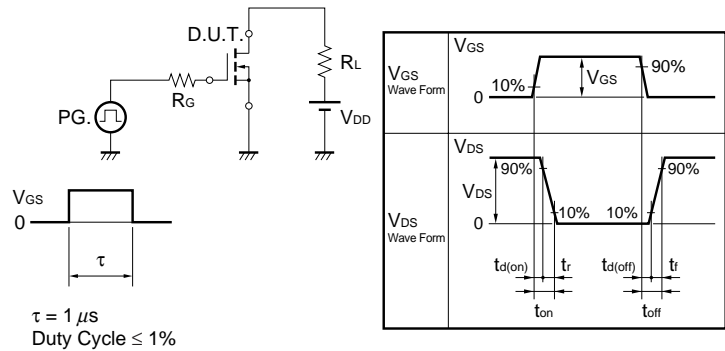 D.U.T.
RL
RG
PG.
VDD
VGS
0
τ
τ = 1 μs
Duty Cycle ≤ 1%
VGS
Wave Form
VGS
10%
VGS
90%
0
VDS
Wave Form
VDS
90%
VDS
90%
10%
10%
0
td(on)
tr
td(off)
tf
ton
toff